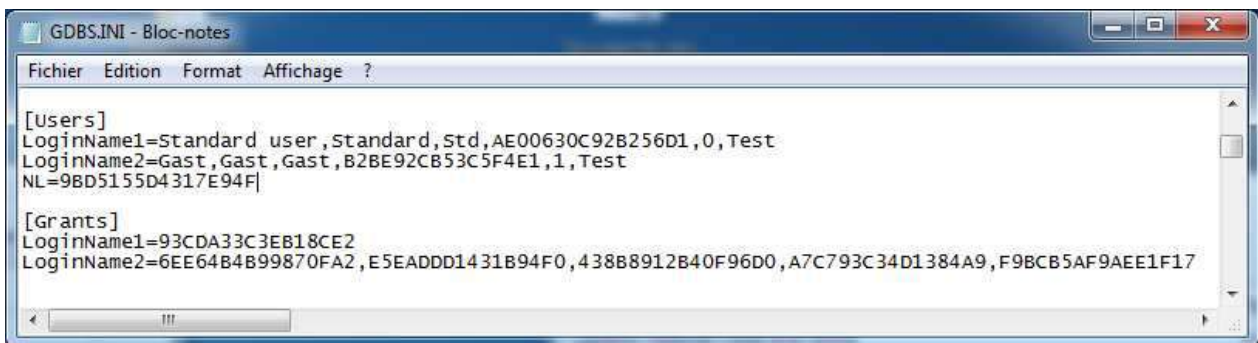 GDBS.INI - Bloc-notes
Fichier Edition Format Affichage ?
[Users]
LoginName1=Standard user,Standard,Std,AE00630C92B256D1,0,Test
LoginName2=Gast,Gast,Gast,B2BE92CB53C5F4E1,1,Test
NL=9BD5155D4317E94F
[Grants]
LoginName1=93CDA33C3EB18CE2
LoginName2=6EE64B4B99870FA2,E5EADDD1431B94F0,438B8912B40F96D0,A7C793C34D1384A9,F9BCB5AF9AEE1F17